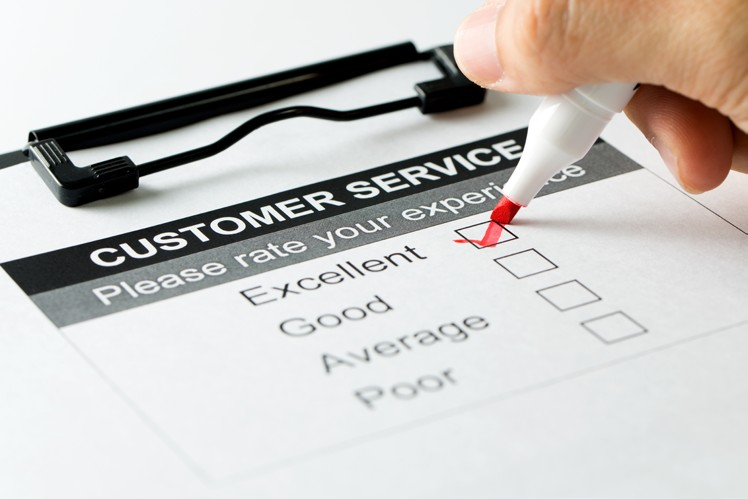 CUSTOMER SERVICE
Please rate your experience
Excellent
Good
Average
Poor